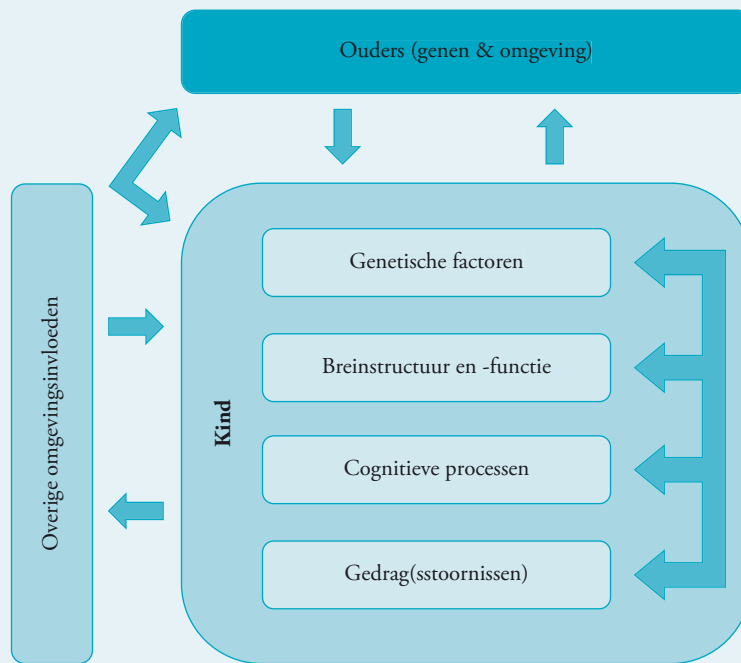 Ouders (genen & omgeving)
Overige omgevingsinvloeden
Kind
Genetische factoren
Breinstructuur en -functie
Cognitieve processen
Gedrag(sstoornissen)